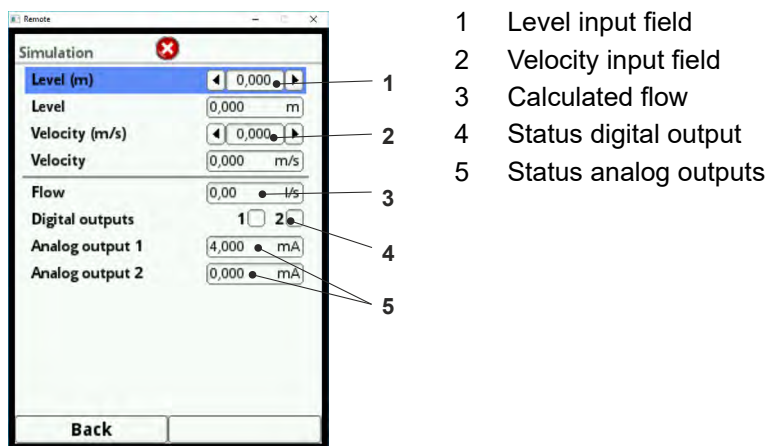 Remote
Simulation
Level (m) 0,000
Level 0,000 m
Velocity (m/s) 0,000
Velocity 0,000 m/s
Flow 0,00 l/s
Digital outputs 1 2
Analog output 1 4,000 mA
Analog output 2 0,000 mA
Back
1
2
3
4
5
1 Level input field
2 Velocity input field
3 Calculated flow
4 Status digital output
5 Status analog outputs